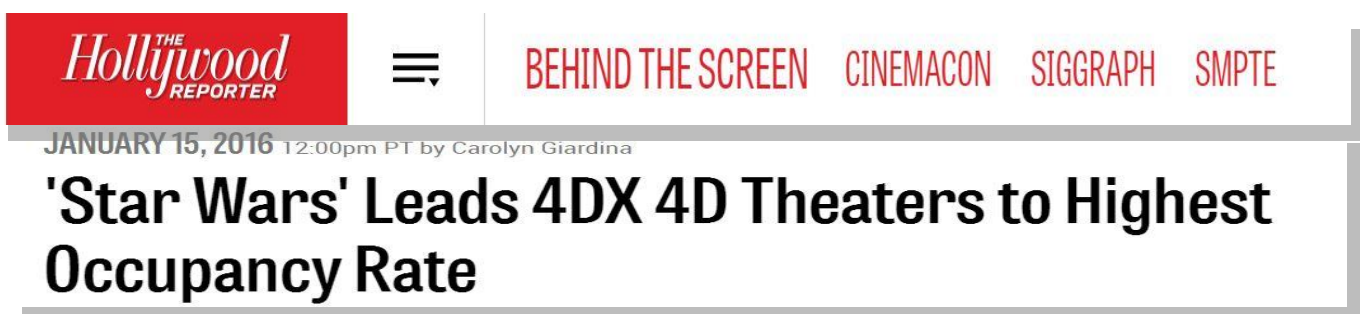 THE
Hollywood
REPORTER
BEHIND THE SCREEN CINEMACON SIGGRAPH SMPTE
JANUARY 15, 2016 12:00pm PT by Carolyn Giardina
'Star Wars' Leads 4DX 4D Theaters to Highest
Occupancy Rate